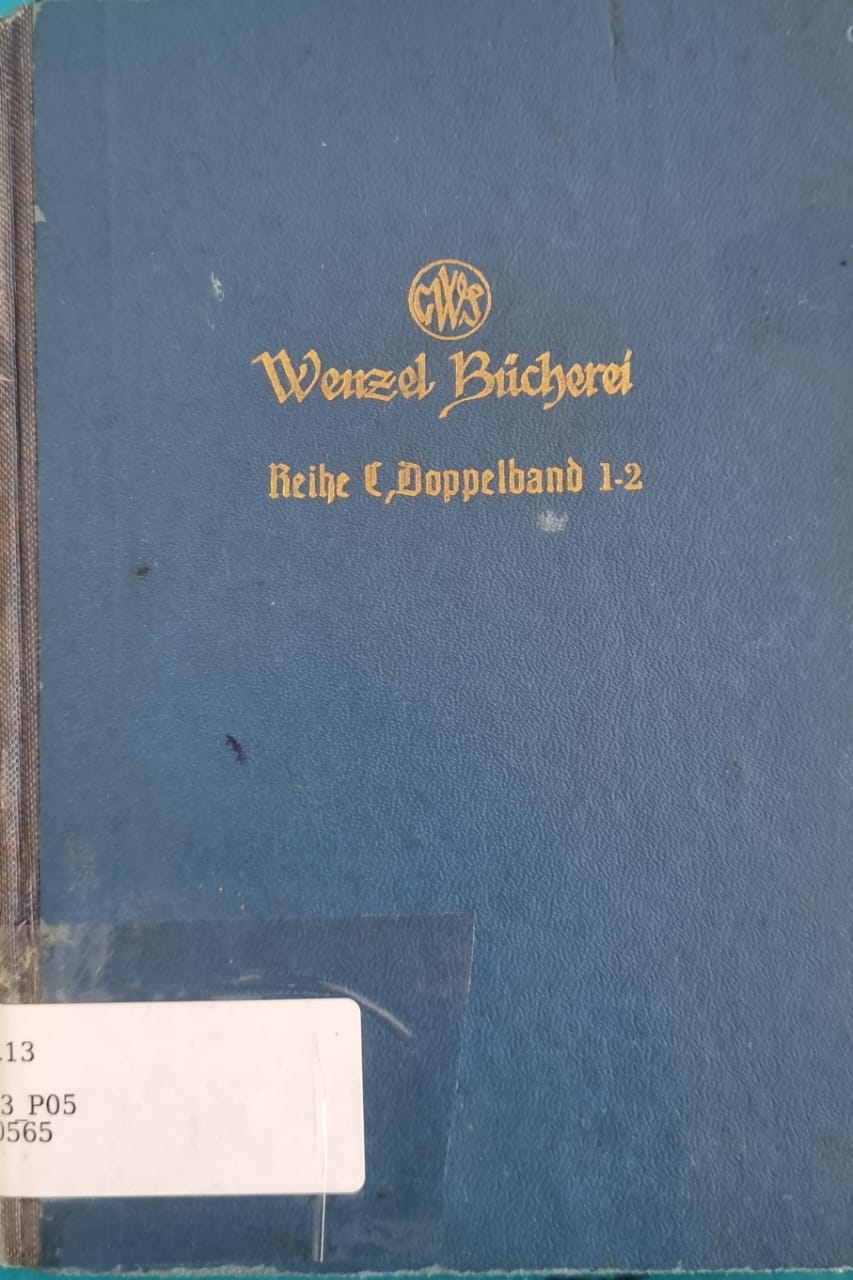 Wenzel Bücherei
Reihe C, Doppelband 1-2
.13
3_P05
0565